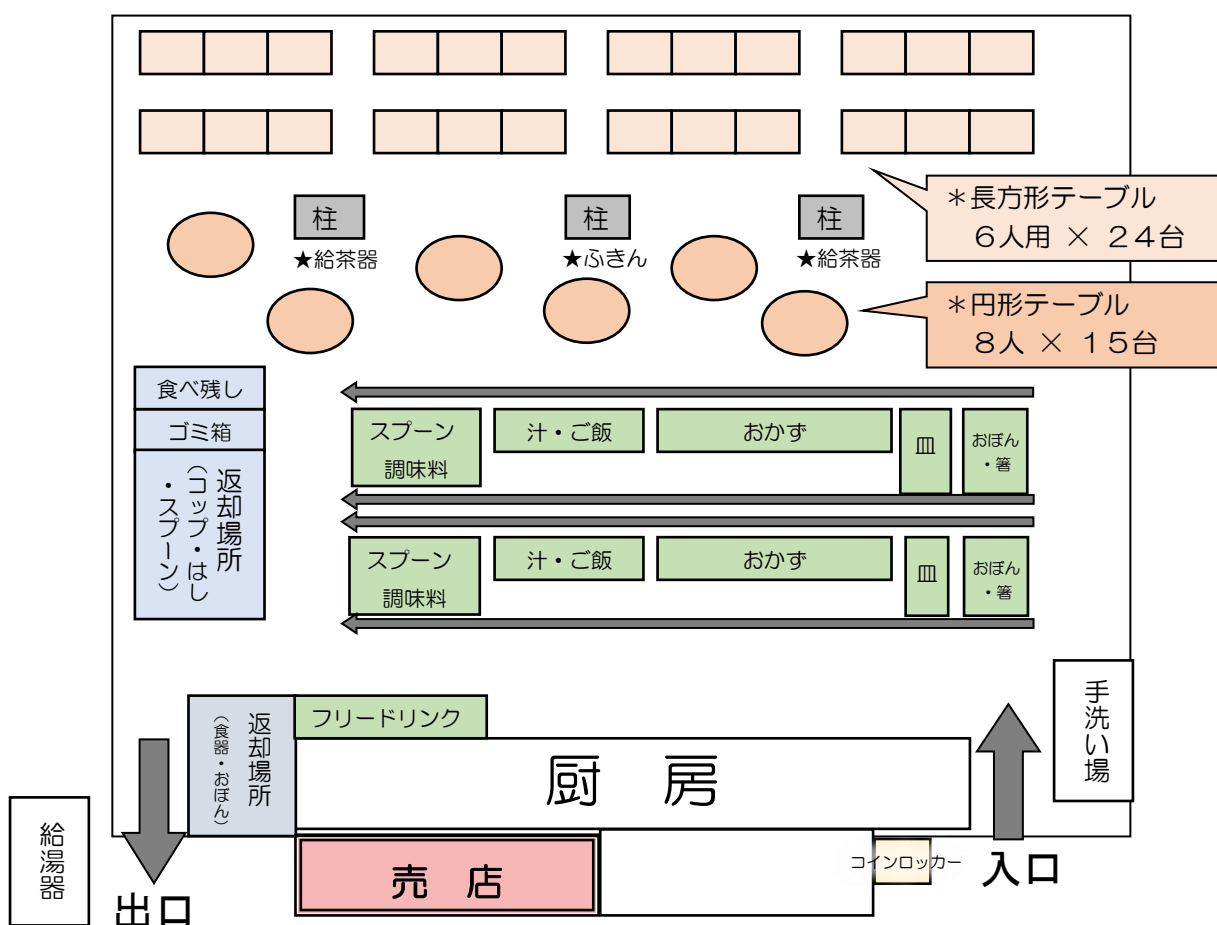 柱
柱
柱
★給茶器
★ふきん
★給茶器
＊長方形テーブル
６人用 × ２４台
＊円形テーブル
８人 × １５台
食べ残し
ゴミ箱
返却場所
（コップ・はし
・スプーン）
スプーン
調味料
汁・ご飯
おかず
皿
おぼん
・箸
スプーン
調味料
汁・ご飯
おかず
皿
おぼん
・箸
手洗い場
返却場所
（食器・おぼん）
フリードリンク
厨 房
給湯器
出口
売 店
コインロッカー
入口